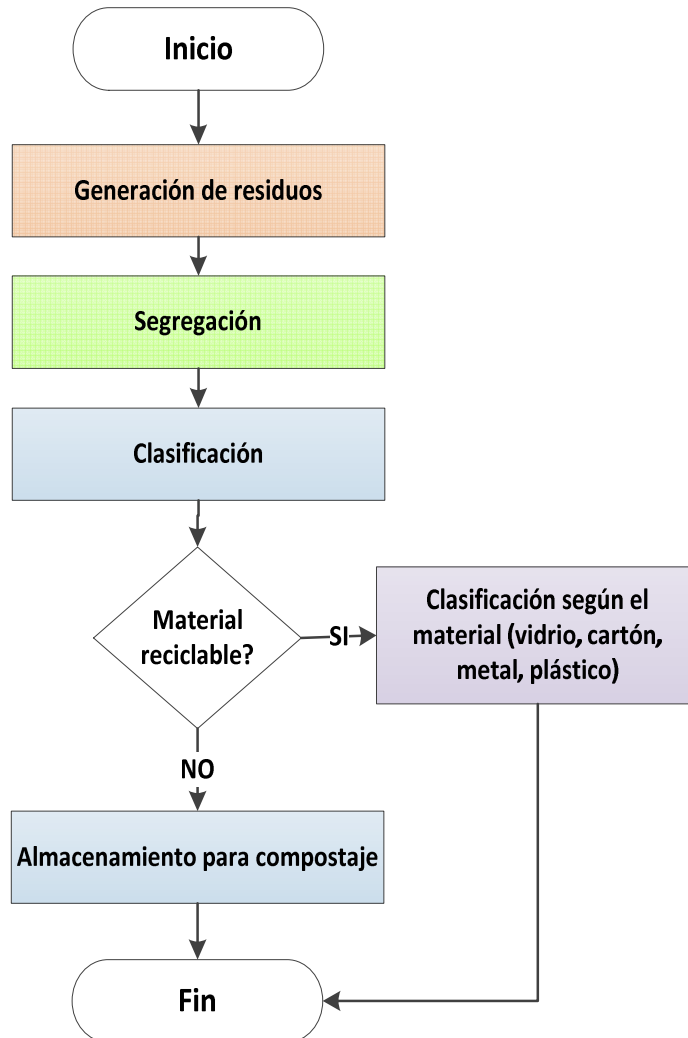 Inicio
Generación de residuos
Segregación
Clasificación
Material
reciclable?
SI
Clasificación según el
material (vidrio, cartón,
metal, plástico)
NO
Almacenamiento para compostaje
Fin